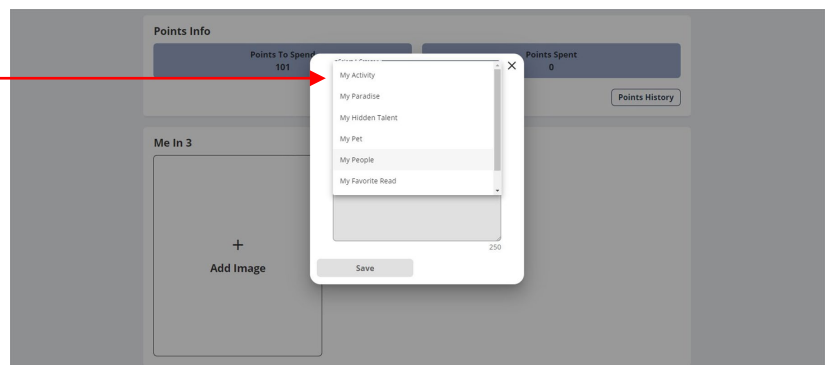 Points Info
Points To Spend
101
Points Spent
0
Points History
Me In 3
My Activity
My Paradise
My Hidden Talent
My Pet
My People
My Favorite Read
250
+
Add Image
Save